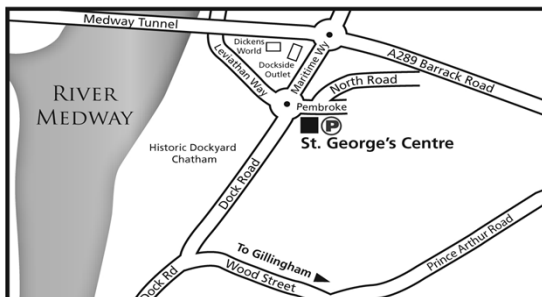 Medway Tunnel
Dickens
World
Dockside
Outlet
Maritime Wy
Leviathan Way
A289 Barrack Road
North Road
Pembroke
P
St. George's Centre
RIVER
MEDWAY
Historic Dockyard
Chatham
Dock Road
To Gillingham
Wood Street
Prince Arthur Road
Dock Rd